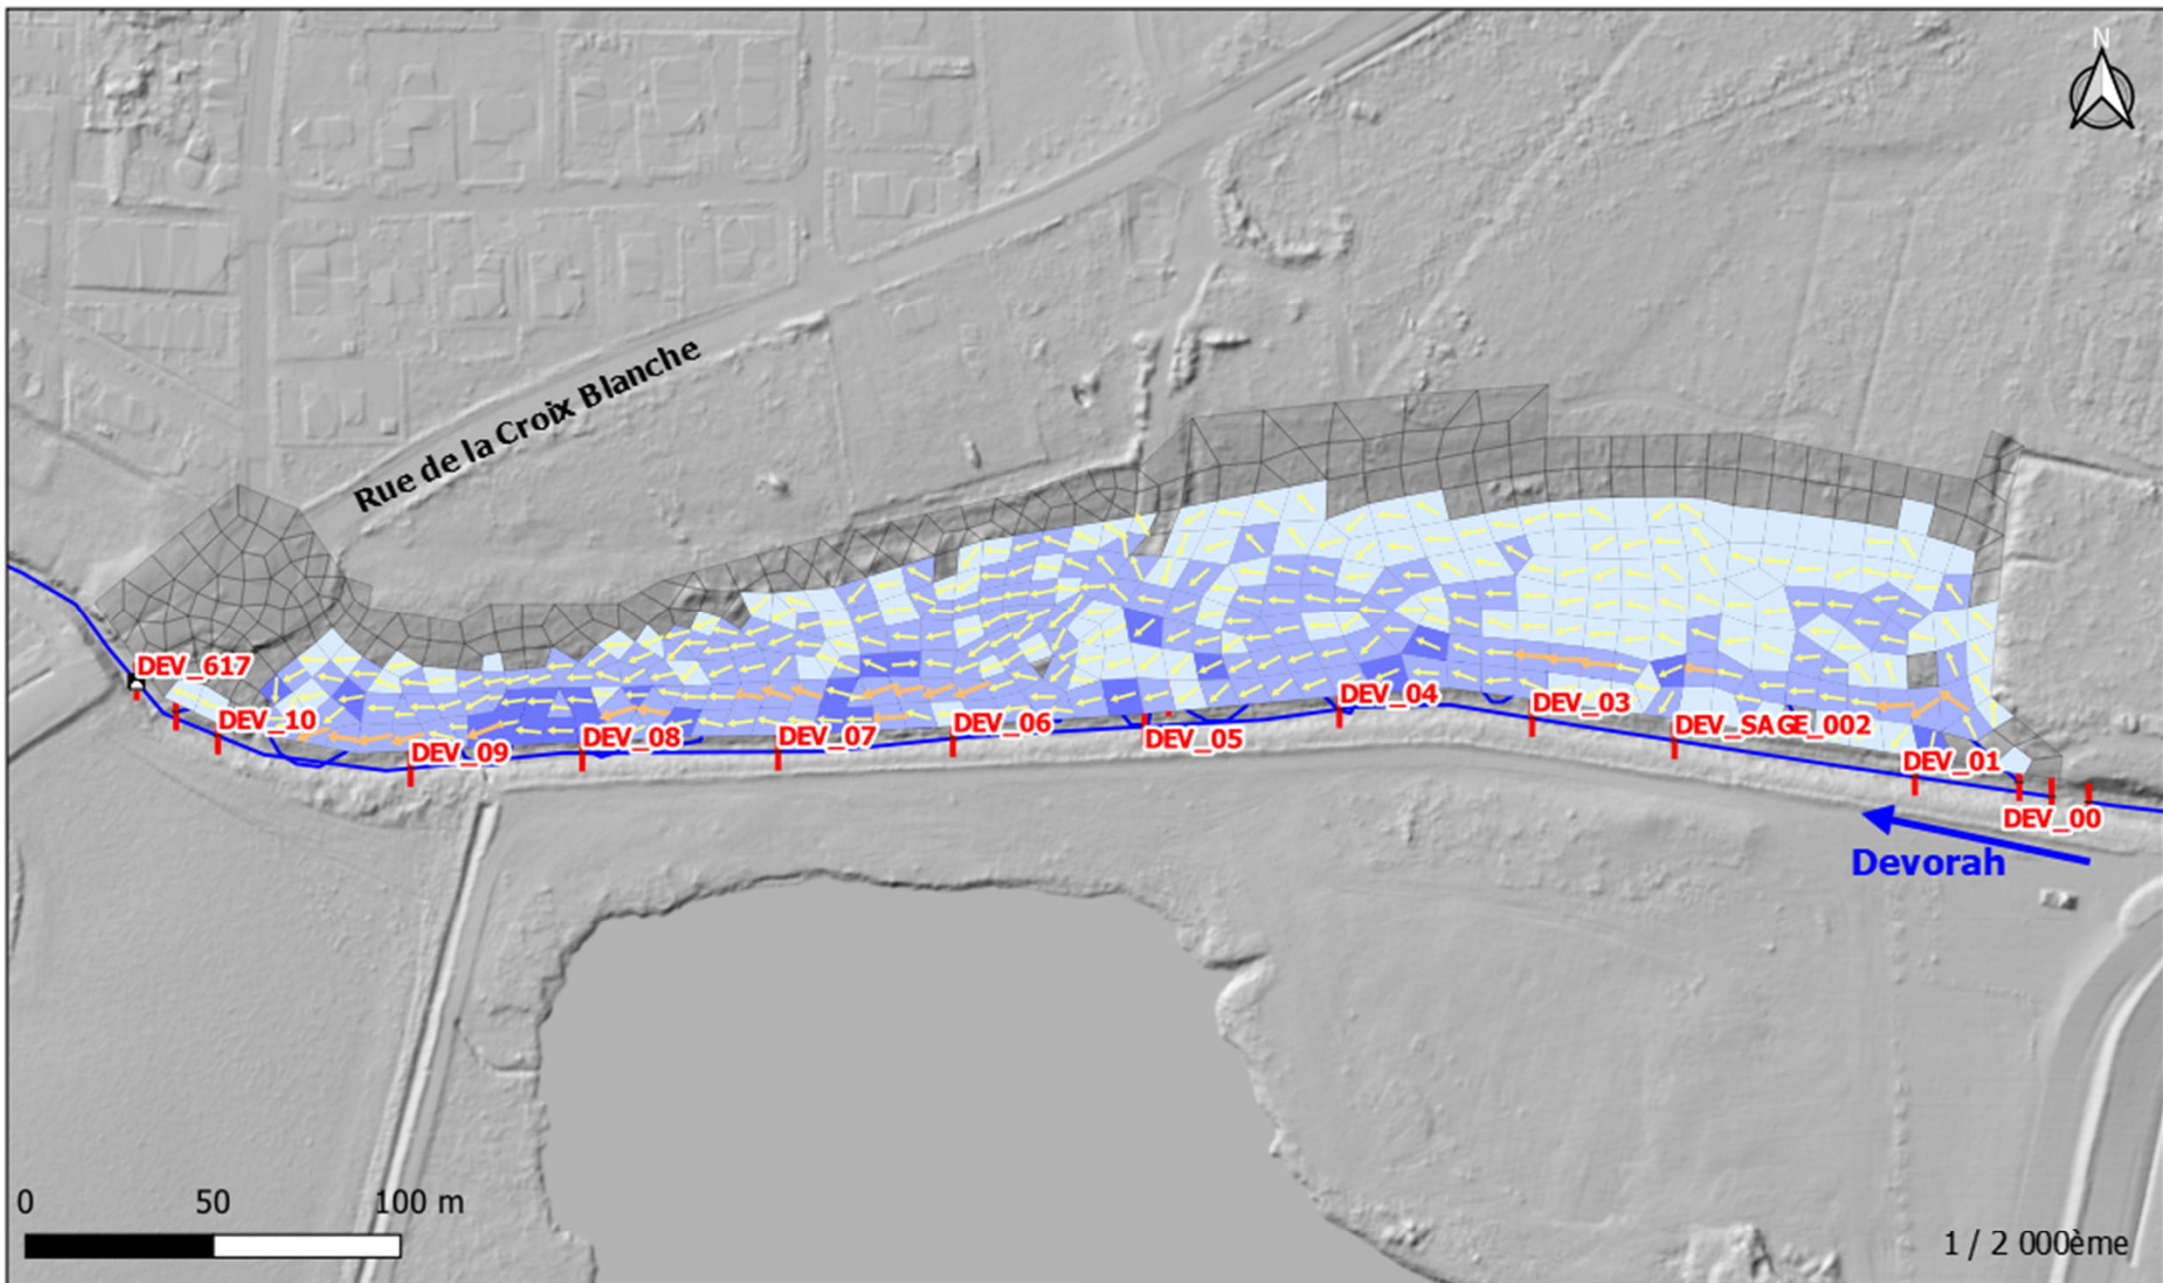 N
Rue de la Croix Blanche
DEV_617
DEV_10
DEV_09
DEV_08
DEV_07
DEV_06
DEV_05
DEV_04
DEV_03
DEV_SAGE_002
DEV_01
DEV_00
Devorah
0 50 100 m
1 / 2 000ème